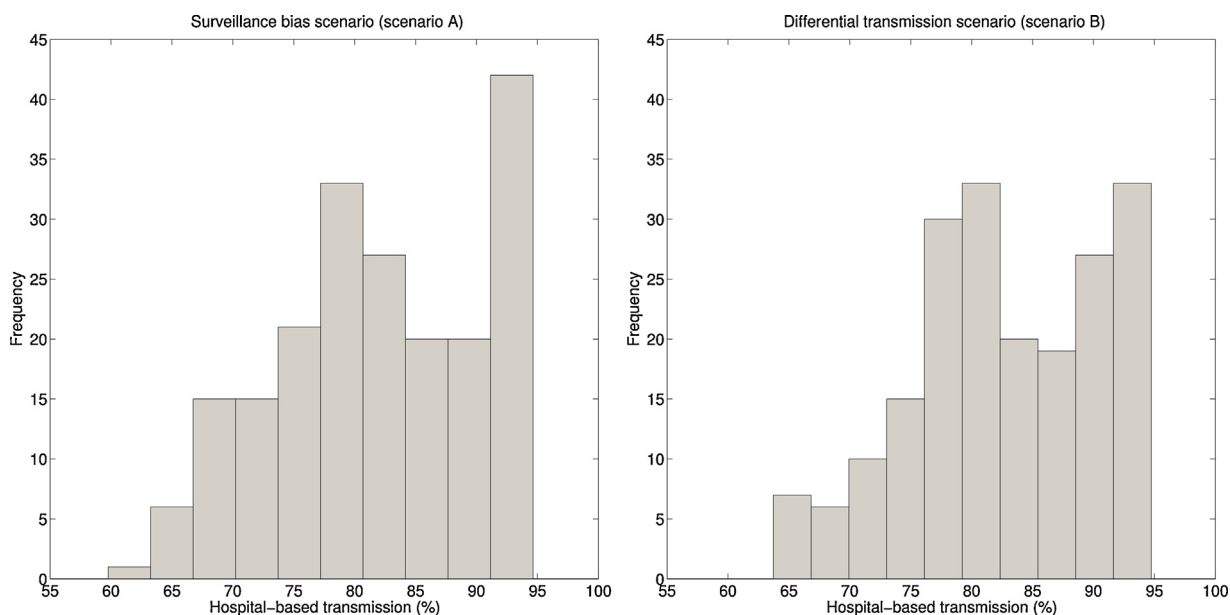 Surveillance bias scenario (scenario A)
45
40
35
30
25
20
15
10
5
0
Frequency
55 60 65 70 75 80 85 90 95 100
Hospital-based transmission (%)
Differential transmission scenario (scenario B)
45
40
35
30
25
20
15
10
5
0
Frequency
55 60 65 70 75 80 85 90 95 100
Hospital-based transmission (%)